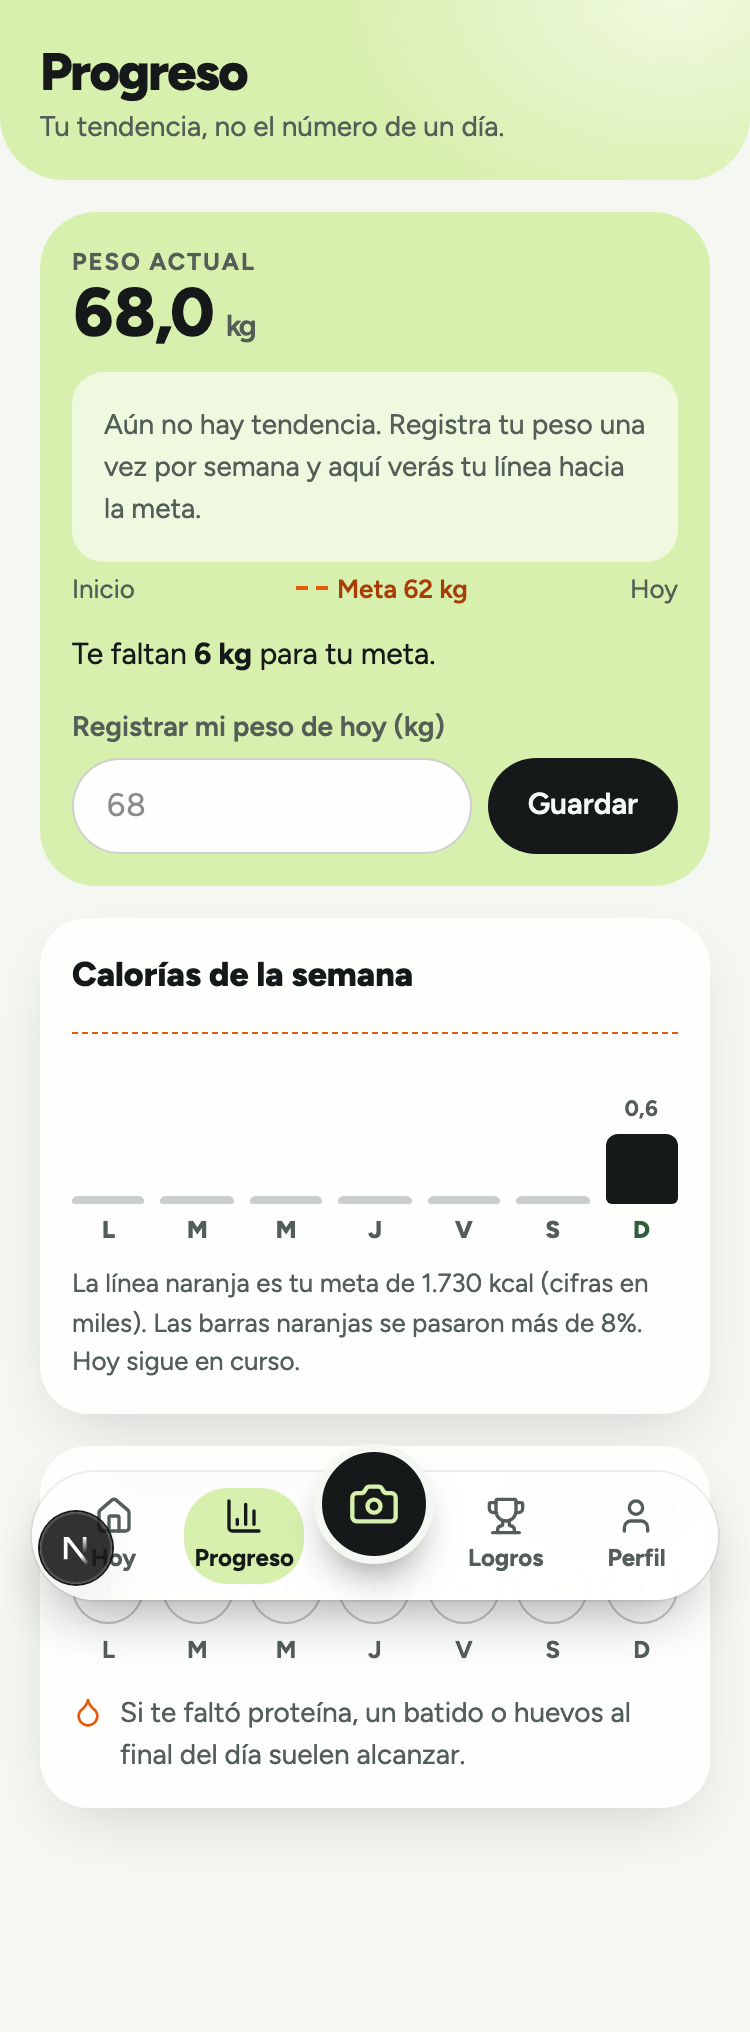 Progreso
Tu tendencia, no el número de un día.
PESO ACTUAL
68,0 kg
Aún no hay tendencia. Registra tu peso una
vez por semana y aquí verás tu línea hacia
la meta.
Inicio
Meta 62 kg
Hoy
Te faltan 6 kg para tu meta.
Registrar mi peso de hoy (kg)
68
Guardar
Calorías de la semana
0,6
L M M J V S D
La línea naranja es tu meta de 1.730 kcal (cifras en
miles). Las barras naranjas se pasaron más de 8%.
Hoy sigue en curso.
N
Hoy
Progreso
Logros
Perfil
L M M J V S D
Si te faltó proteína, un batido o huevos al
final del día suelen alcanzar.